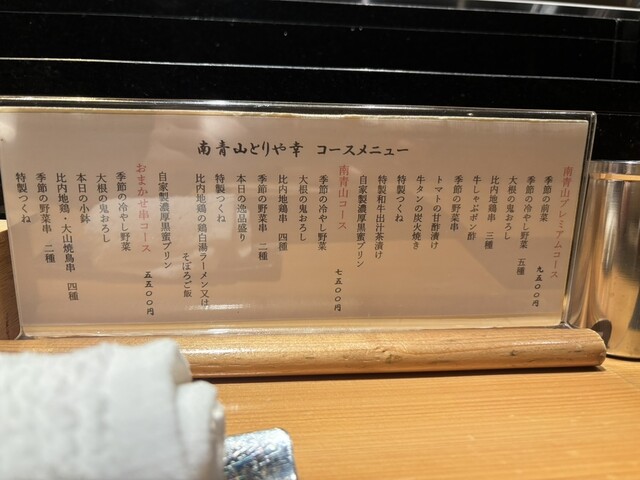 南青山とりや幸 コースメニュー
南青山プレミアムコース 九五〇〇円
季節の前菜
季節の冷やし野菜 五種
大根の鬼おろし
牛しゃぶポン酢
比内地鶏串 三種
季節の野菜串
トマトの甘酢漬け
牛タンの炭火焼き
特製つくね
特製和牛出汁茶漬け
自家製濃厚黒蜜プリン
南青山コース 七五〇〇円
季節の冷やし野菜
大根の鬼おろし
比内地鶏串 四種
季節の野菜串 二種
本日の逸品盛り
特製つくね
比内地鶏の鶏白湯ラーメン又は
そぼろご飯
自家製濃厚黒蜜プリン
おまかせ串コース 五五〇〇円
季節の冷やし野菜
大根の鬼おろし
本日の小鉢
比内地鶏・大山焼鳥串 四種
季節の野菜串 二種
特製つくね